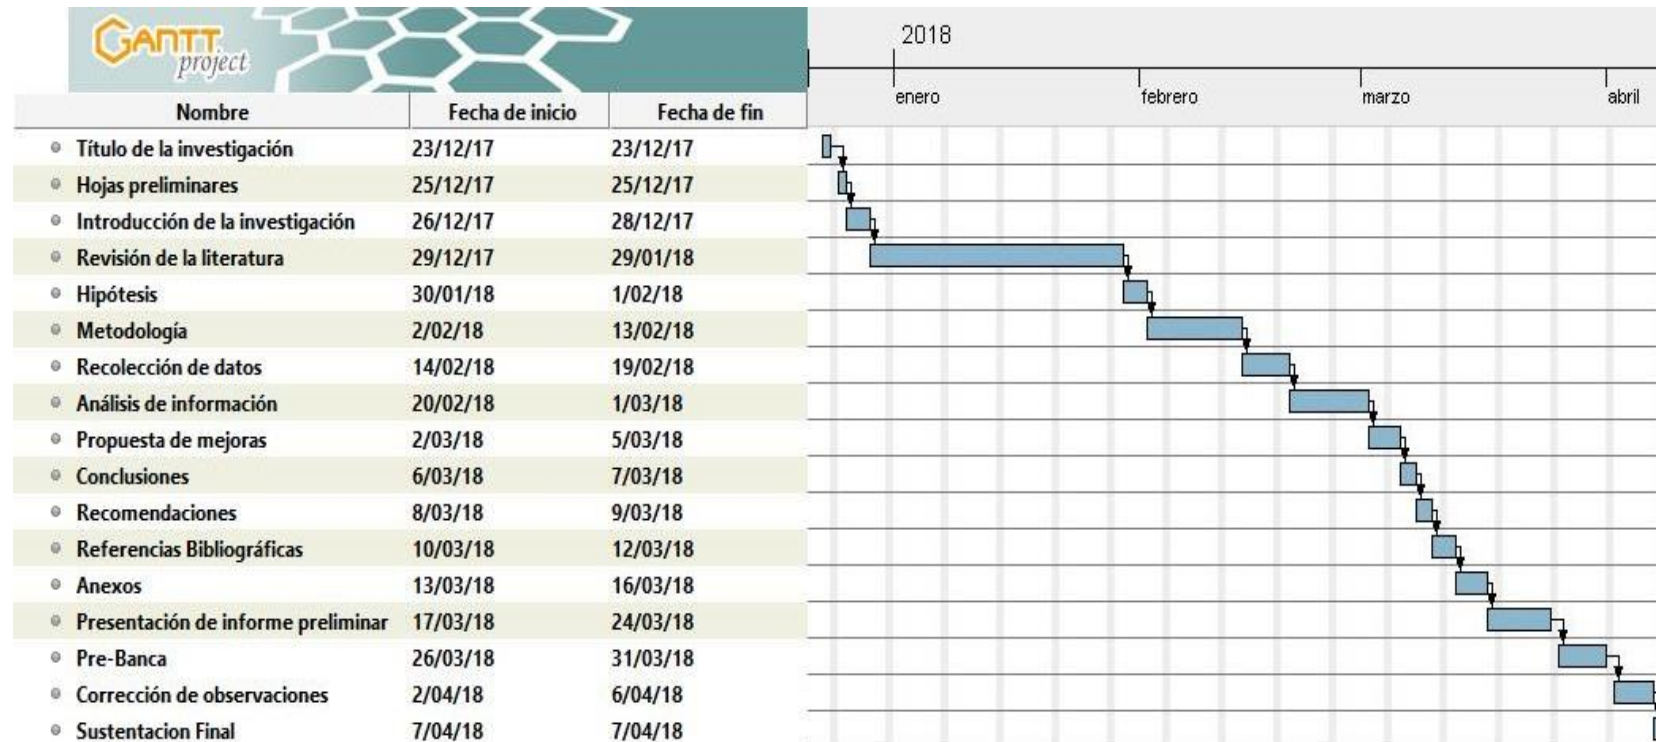 GANTT
project
2018
enero febrero marzo abril
Nombre Fecha de inicio Fecha de fin
Título de la investigación 23/12/17 23/12/17
Hojas preliminares 25/12/17 25/12/17
Introducción de la investigación 26/12/17 28/12/17
Revisión de la literatura 29/12/17 29/01/18
Hipótesis 30/01/18 1/02/18
Metodología 2/02/18 13/02/18
Recolección de datos 14/02/18 19/02/18
Análisis de información 20/02/18 1/03/18
Propuesta de mejoras 2/03/18 5/03/18
Conclusiones 6/03/18 7/03/18
Recomendaciones 8/03/18 9/03/18
Referencias Bibliográficas 10/03/18 12/03/18
Anexos 13/03/18 16/03/18
Presentación de informe preliminar 17/03/18 24/03/18
Pre-Banca 26/03/18 31/03/18
Corrección de observaciones 2/04/18 6/04/18
Sustentacion Final 7/04/18 7/04/18